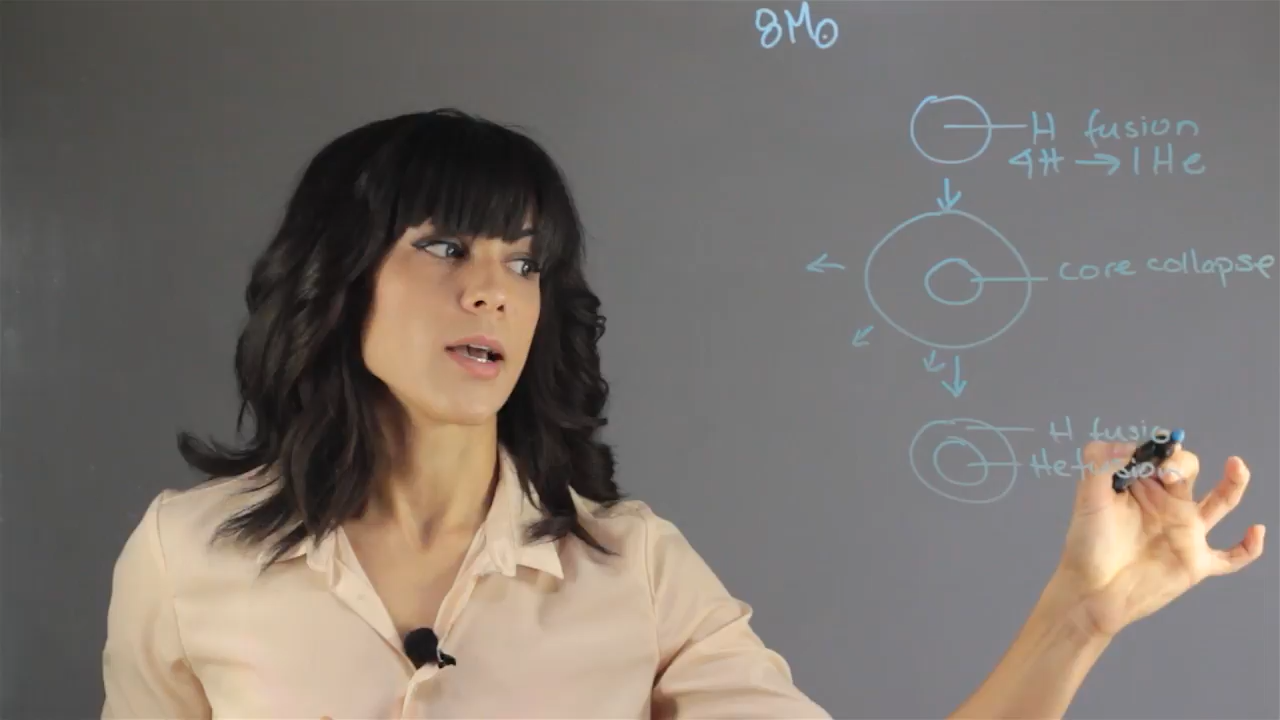 8M⊙
H fusion
4H → 1He
core collapse
H fusion
He fusion